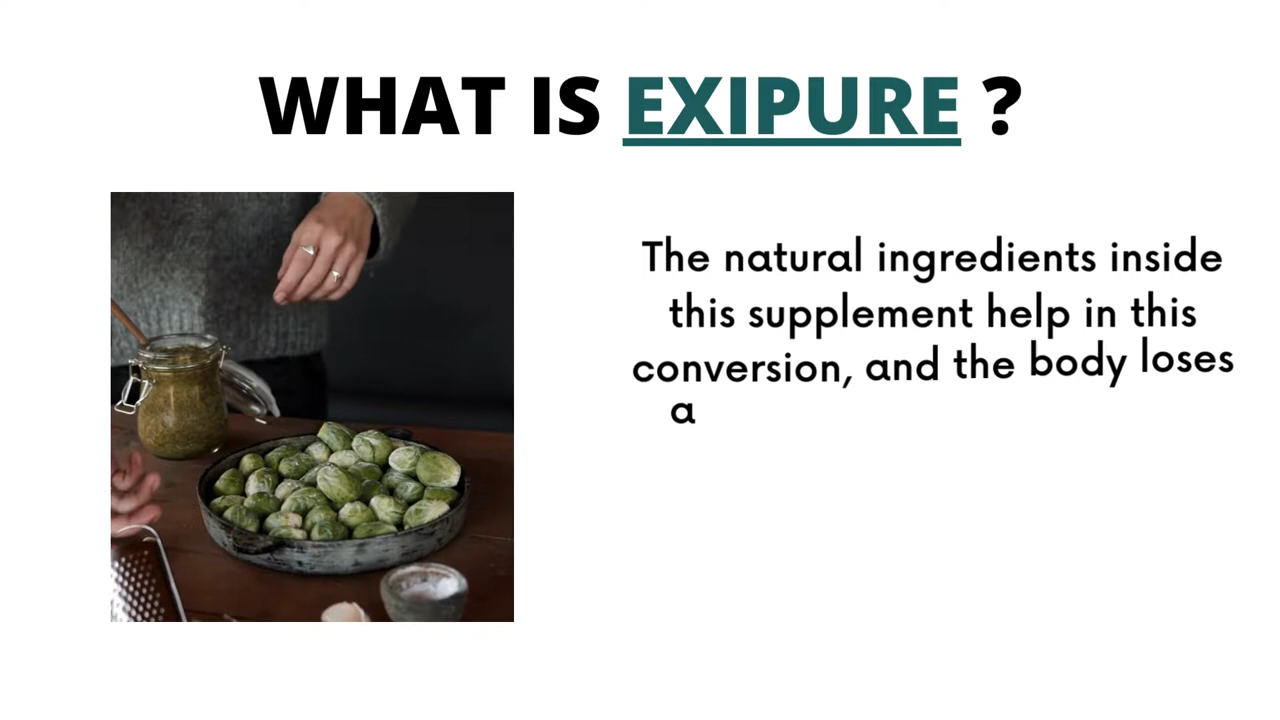 WHAT IS EXIPURE ?
The natural ingredients inside
this supplement help in this
conversion, and the body loses
a